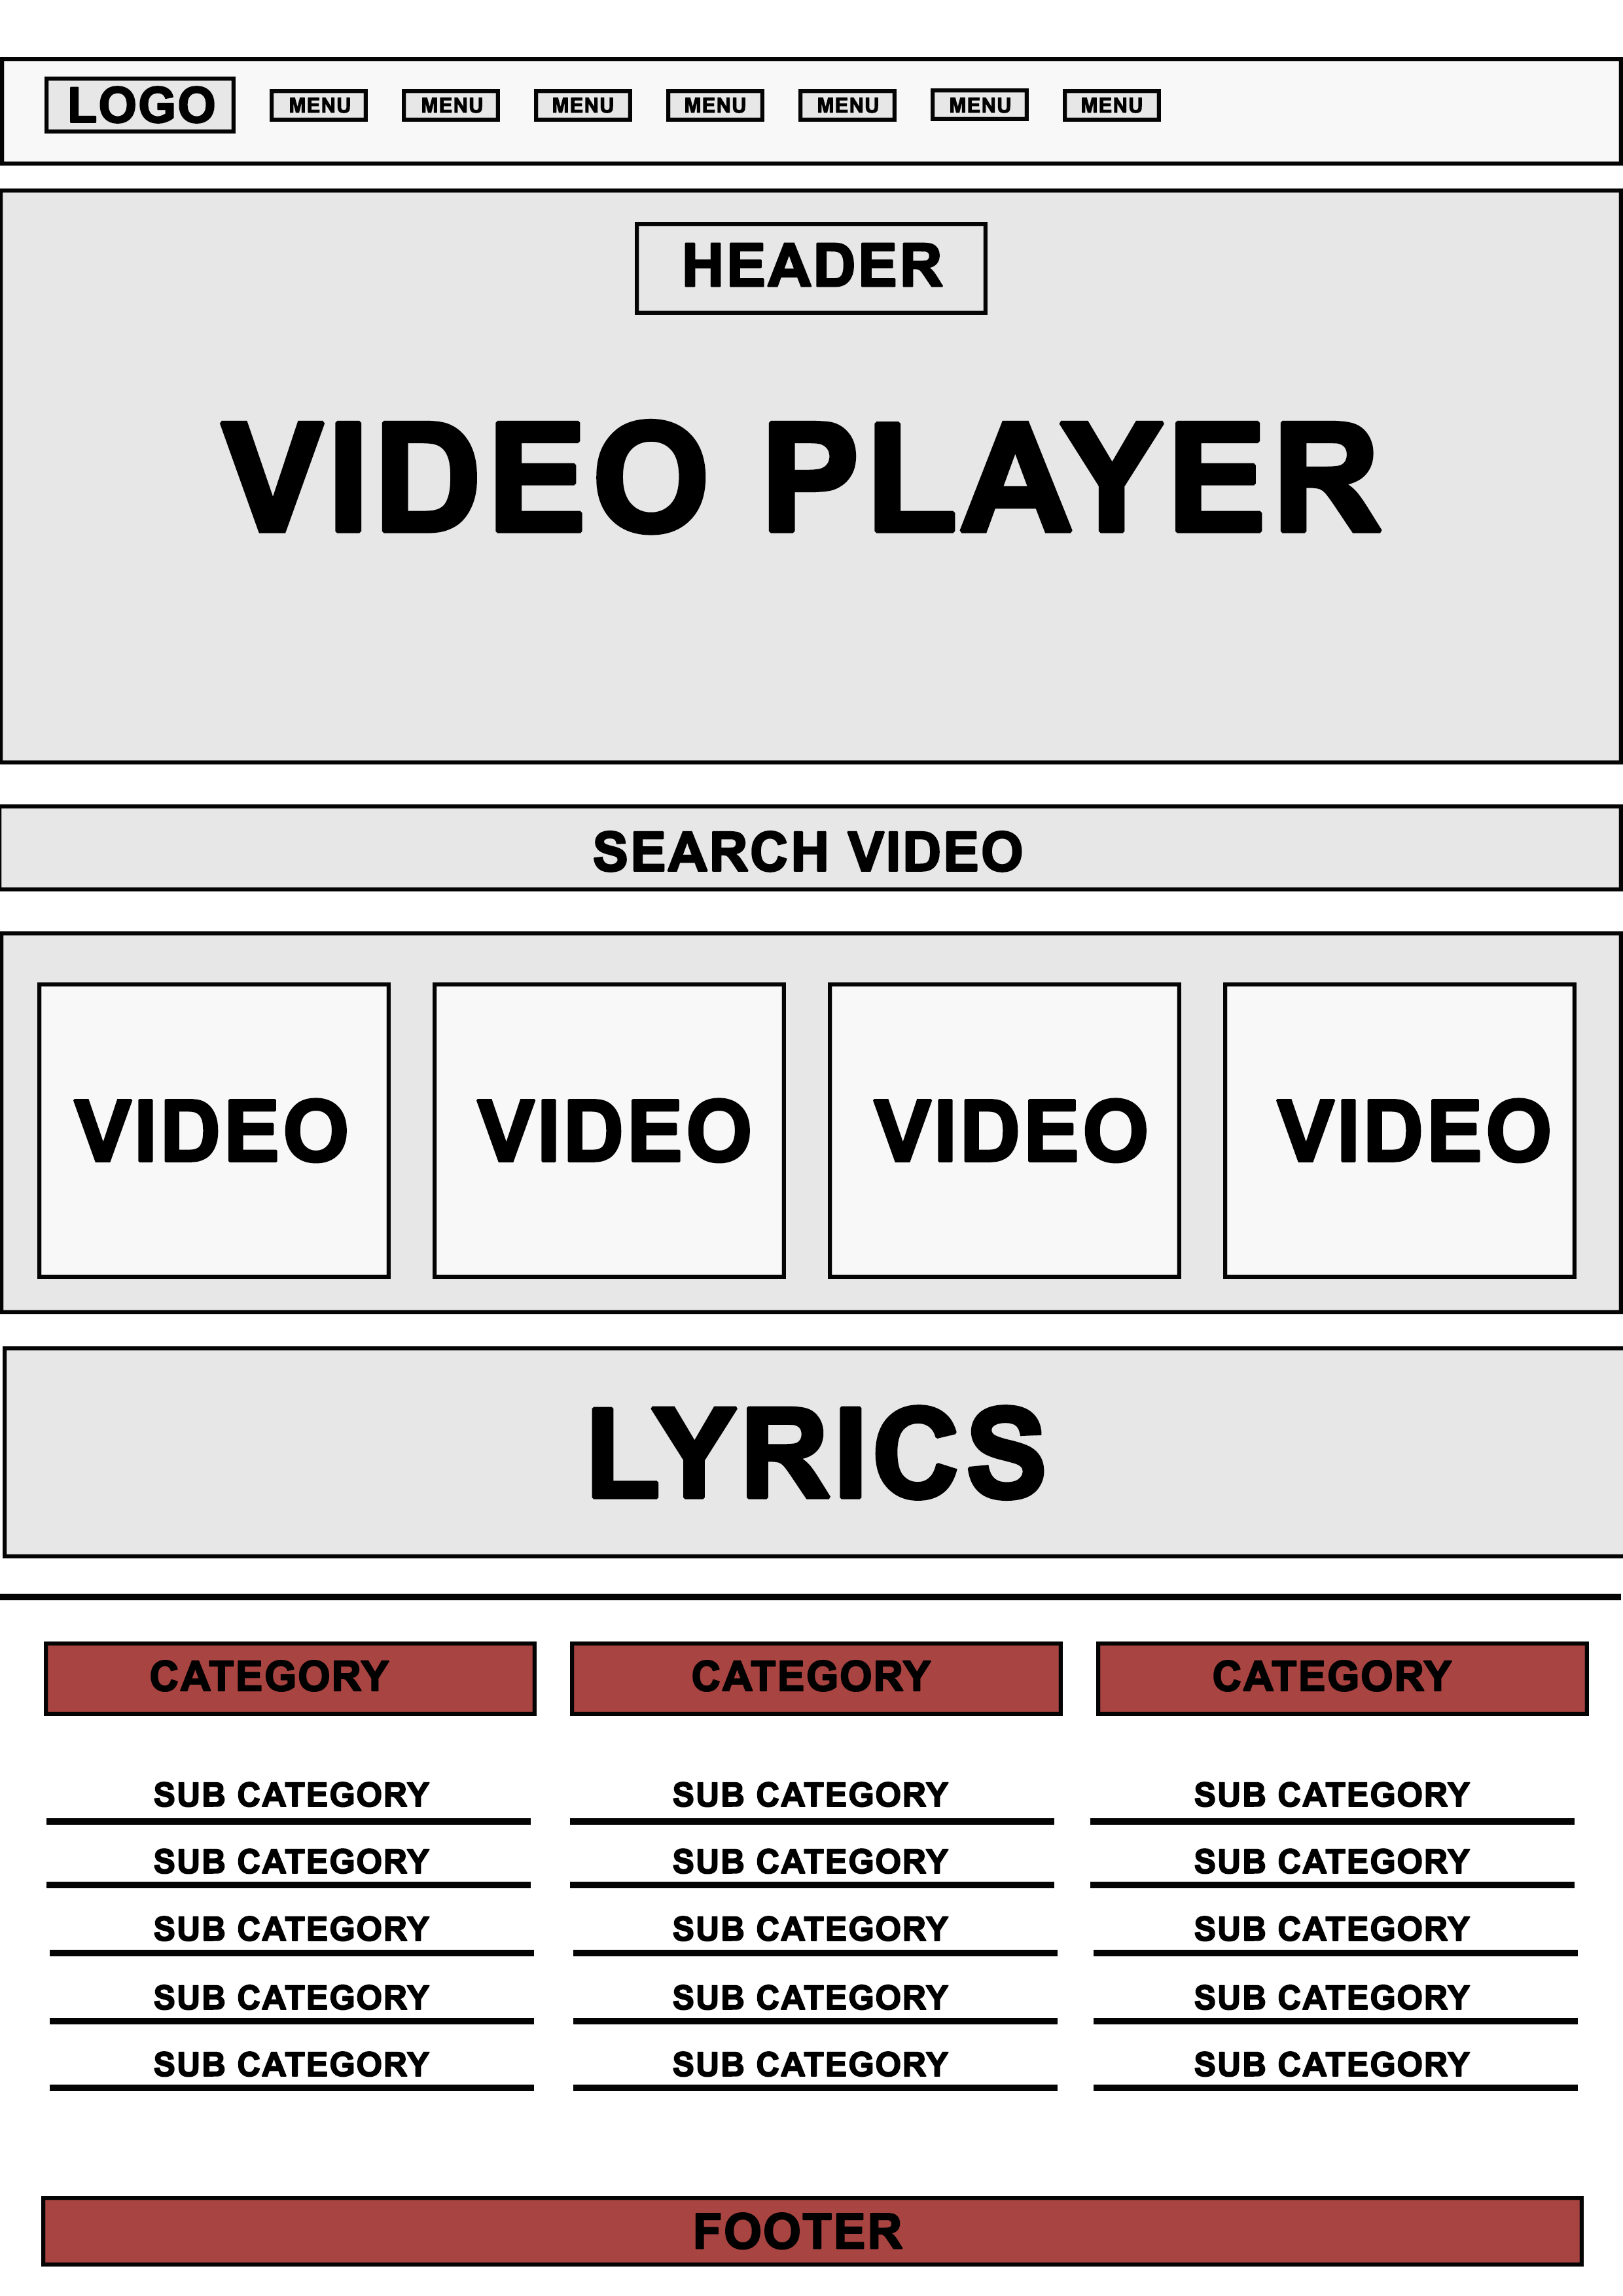 LOGO MENU MENU MENU MENU MENU MENU MENU
HEADER
VIDEO PLAYER
SEARCH VIDEO
VIDEO VIDEO VIDEO VIDEO
LYRICS
CATEGORY CATEGORY CATEGORY
SUB CATEGORY SUB CATEGORY SUB CATEGORY
SUB CATEGORY SUB CATEGORY SUB CATEGORY
SUB CATEGORY SUB CATEGORY SUB CATEGORY
SUB CATEGORY SUB CATEGORY SUB CATEGORY
SUB CATEGORY SUB CATEGORY SUB CATEGORY
FOOTER